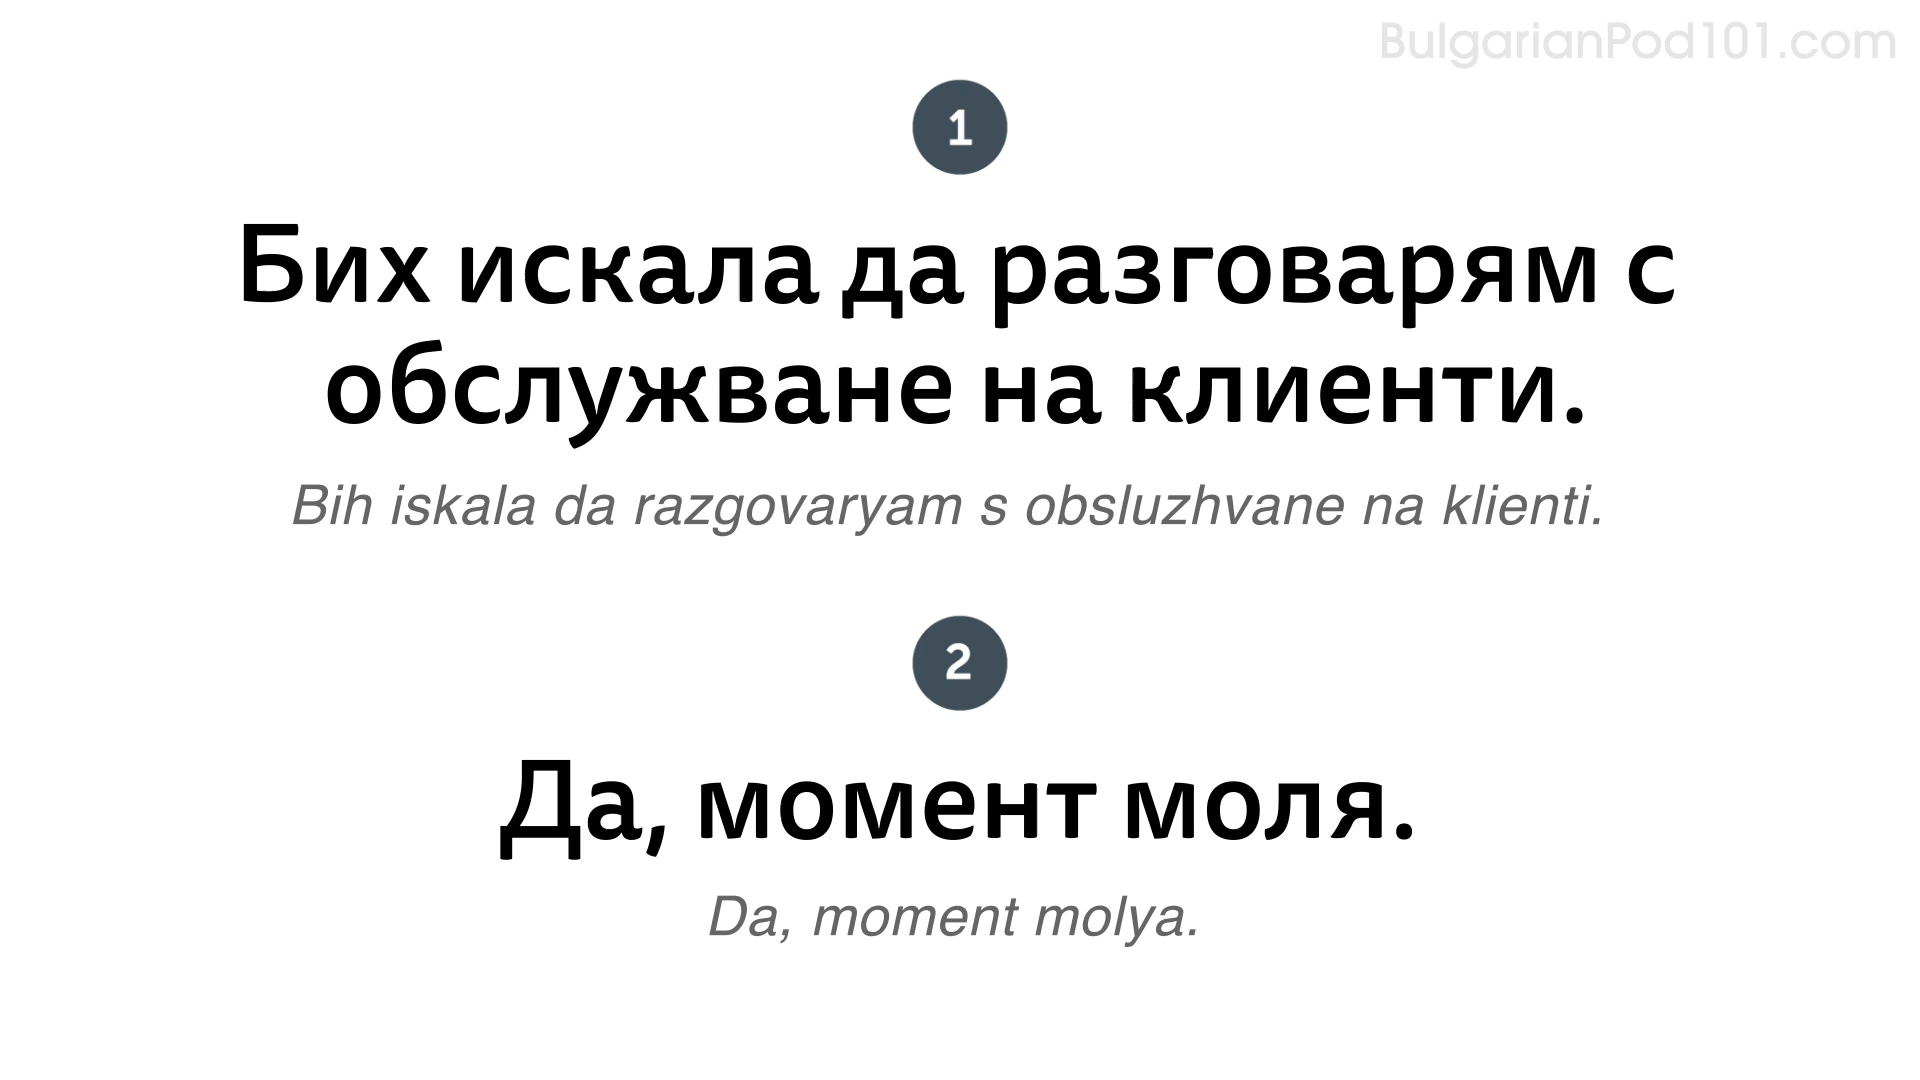 BulgarianPod101.com
1
Бих искала да разговарям с
обслужване на клиенти.
Bih iskala da razgovaryam s obsluzhvane na klienti.
2
Да, момент моля.
Da, moment molya.